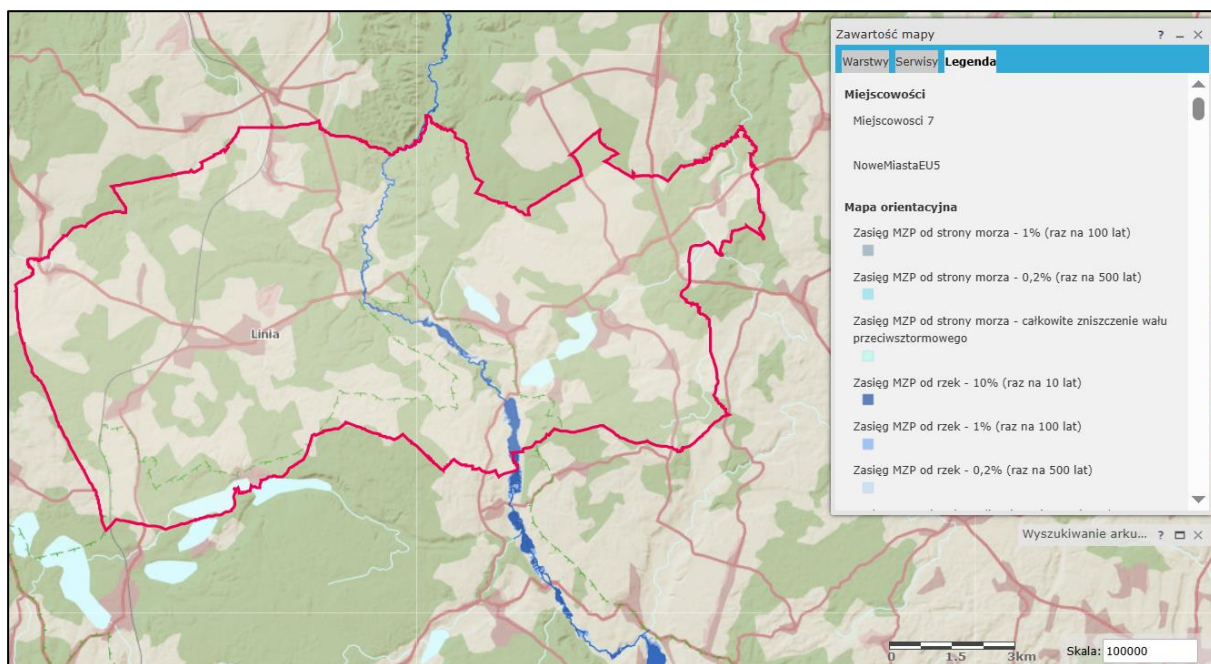 Zawartość mapy ? – ×
Warstwy Serwisy Legenda
Miejscowości
Miejscowosci 7
NoweMiastaEU5
Mapa orientacyjna
Zasięg MZP od strony morza - 1% (raz na 100 lat)
Zasięg MZP od strony morza - 0,2% (raz na 500 lat)
Zasięg MZP od strony morza - całkowite zniszczenie wału
przeciwsztormowego
Zasięg MZP od rzek - 10% (raz na 10 lat)
Zasięg MZP od rzek - 1% (raz na 100 lat)
Zasięg MZP od rzek - 0,2% (raz na 500 lat)
Linia
Wyszukiwanie arku... ? ×
0 1.5 3km
Skala: 100000